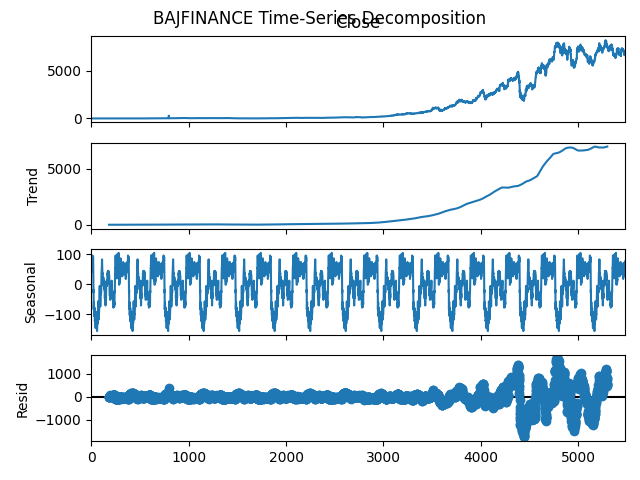 BAJFINANCE Time-Series Decomposition
Close
5000
0
Trend
5000
0
Seasonal
100
0
−100
Resid
1000
0
−1000
0 1000 2000 3000 4000 5000